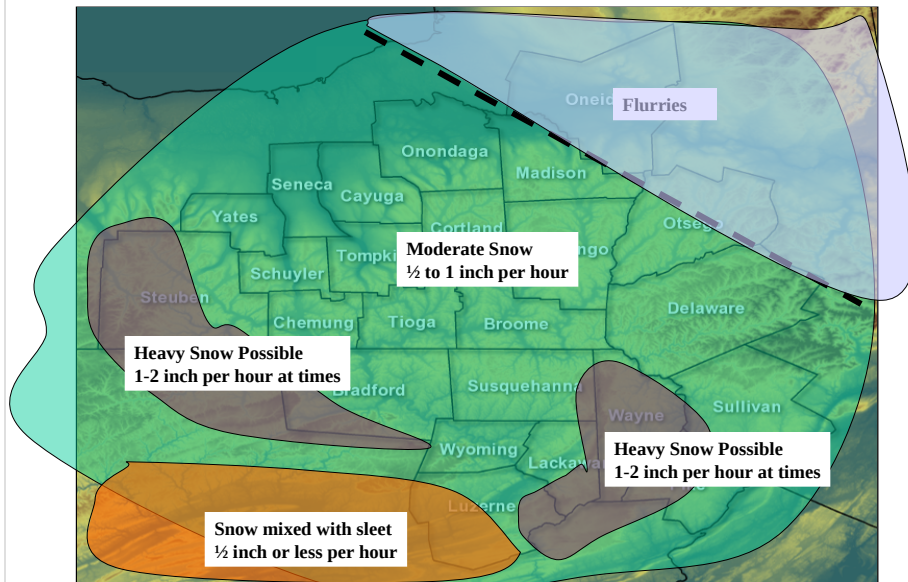 Oneid
Flurries
Onondaga
Madison
Seneca
Cayuga
Yates
Cortland
Otsego
Moderate Snow
½ to 1 inch per hour
Tompki
ngo
Schuyler
Steuben
Delaware
Chemung
Tioga
Broome
Heavy Snow Possible
1-2 inch per hour at times
Bradford
Susquehanna
Wayne
Sullivan
Wyoming
Heavy Snow Possible
1-2 inch per hour at times
Lackawa
Luzerne
Snow mixed with sleet
½ inch or less per hour